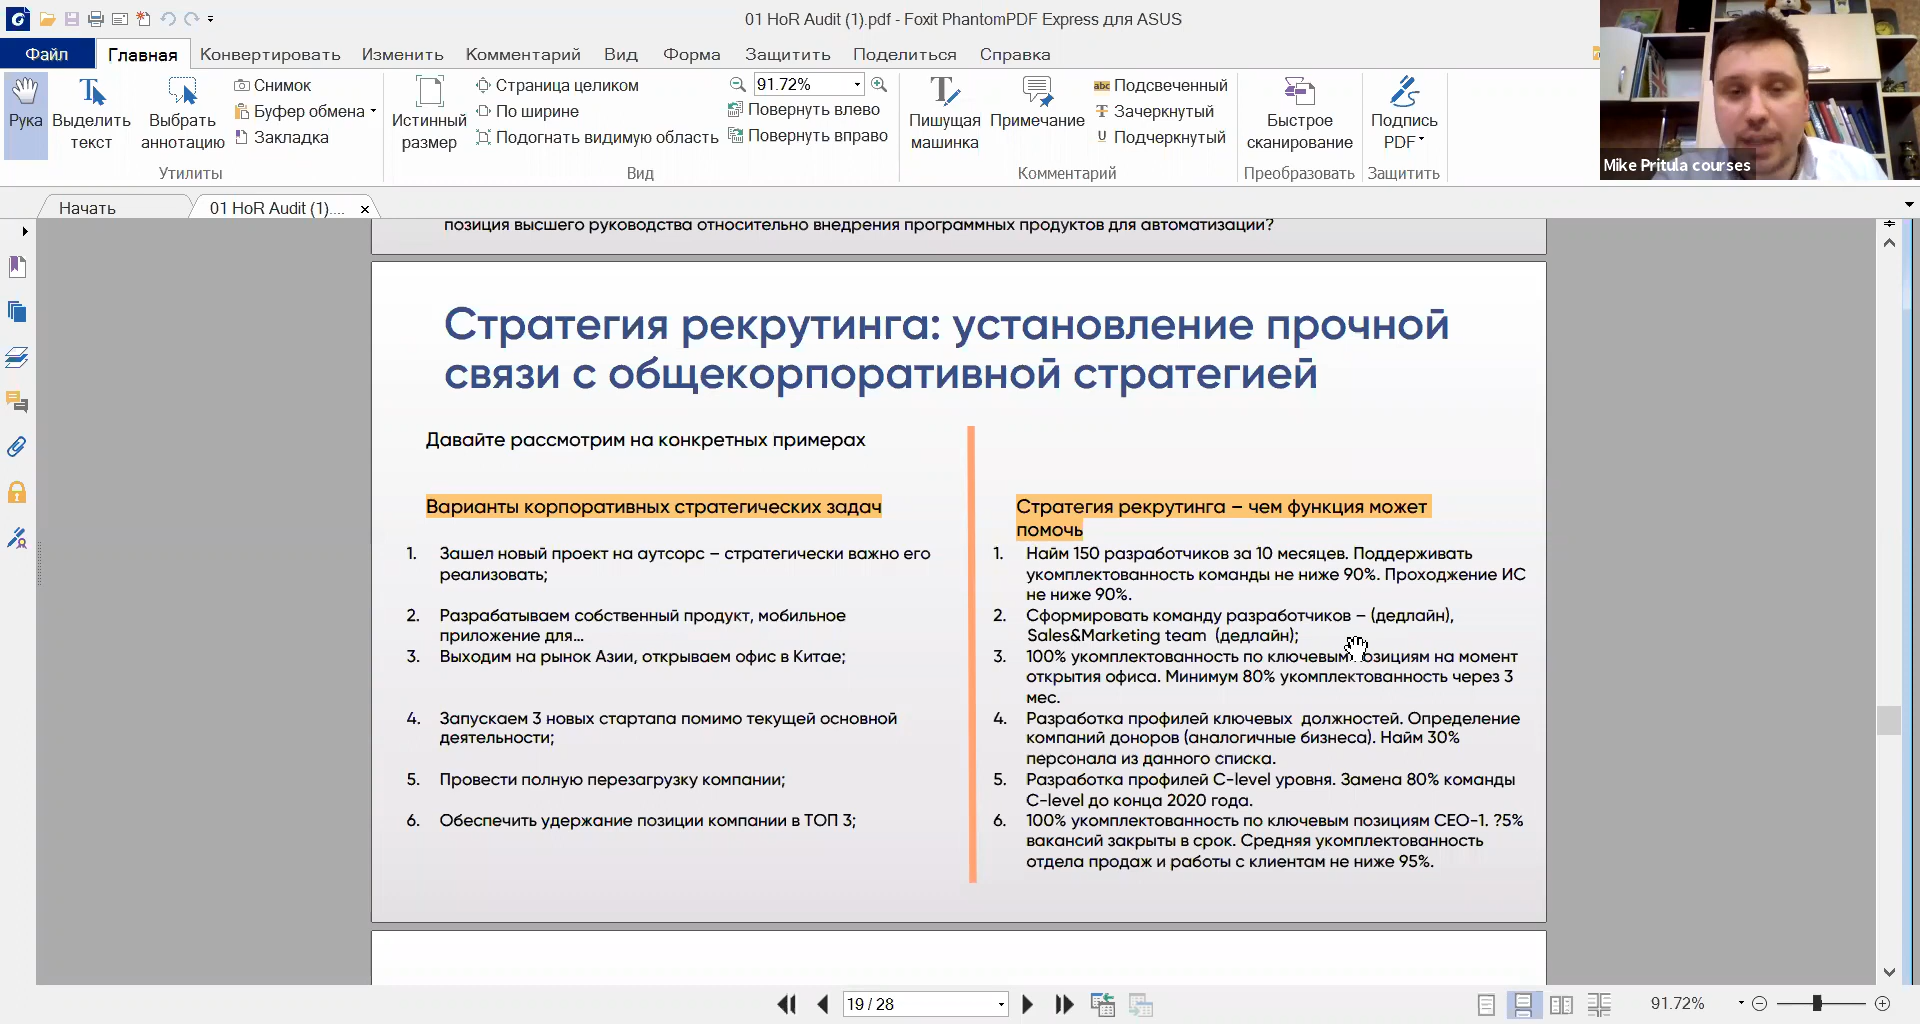 01 HoR Audit (1).pdf - Foxit PhantomPDF Express для ASUS
Файл Главная Конвертировать Изменить Комментарий Вид Форма Защитить Поделиться Справка
Рука
Выделить текст
Выбрать аннотацию
Снимок
Буфер обмена
Закладка
Утилиты
Истинный размер
Страница целиком
По ширине
Подогнать видимую область
91.72%
Повернуть влево
Повернуть вправо
Вид
Пишущая машинка
Примечание
abc Подсвеченный
T Зачеркнутый
U Подчеркнутый
Комментарий
Быстрое сканирование
Преобразовать
Подпись PDF
Защитить
Mike Pritula courses
Начать
01 HoR Audit (1)....
позиция высшего руководства относительно внедрения программных продуктов для автоматизации?
Стратегия рекрутинга: установление прочной
связи с общекорпоративной стратегией
Давайте рассмотрим на конкретных примерах
Варианты корпоративных стратегических задач
1. Зашел новый проект на аутсорс – стратегически важно его
реализовать;
2. Разрабатываем собственный продукт, мобильное
приложение для...
3. Выходим на рынок Азии, открываем офис в Китае;
4. Запускаем 3 новых стартапа помимо текущей основной
деятельности;
5. Провести полную перезагрузку компании;
6. Обеспечить удержание позиции компании в ТОП 3;
Стратегия рекрутинга – чем функция может
помочь
1. Найм 150 разработчиков за 10 месяцев. Поддерживать
укомплектованность команды не ниже 90%. Проходжение ИС
не ниже 90%.
2. Сформировать команду разработчиков – (дедлайн),
Sales&Marketing team (дедлайн);
3. 100% укомплектованность по ключевым позициям на момент
открытия офиса. Минимум 80% укомплектованность через 3
мес.
4. Разработка профилей ключевых должностей. Определение
компаний доноров (аналогичные бизнеса). Найм 30%
персонала из данного списка.
5. Разработка профилей C-level уровня. Замена 80% команды
C-level до конца 2020 года.
6. 100% укомплектованность по ключевым позициям CEO-1. ?5%
вакансий закрыты в срок. Средняя укомплектованность
отдела продаж и работы с клиентам не ниже 95%.
19 / 28
91.72%